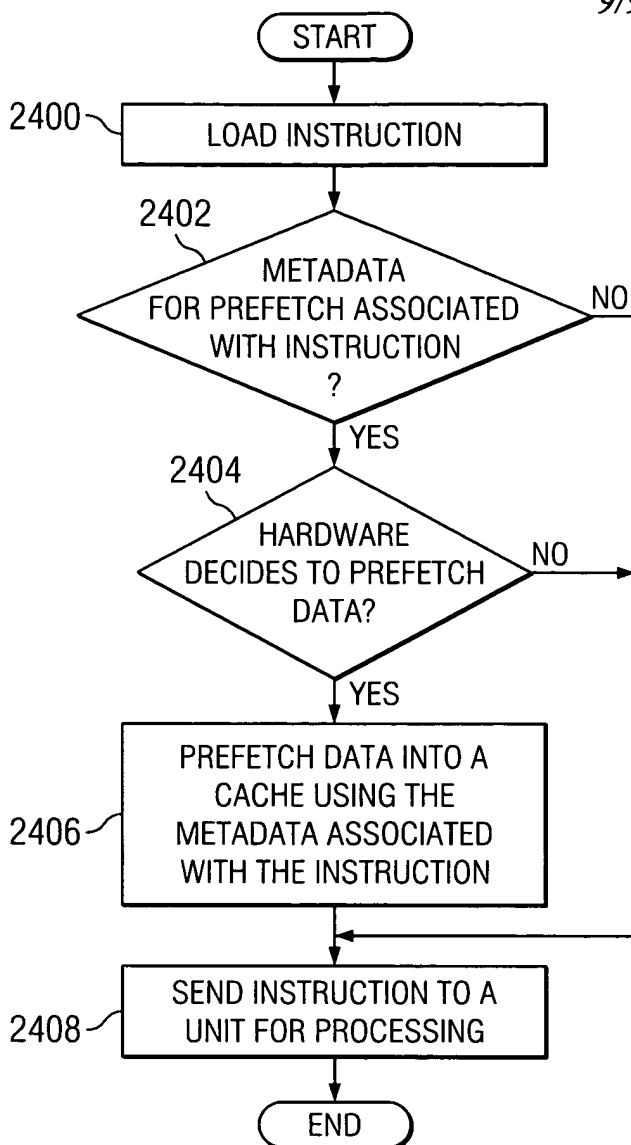 9/9
START
2400
LOAD INSTRUCTION
2402
METADATA
FOR PREFETCH ASSOCIATED
WITH INSTRUCTION
?
NO
YES
2404
HARDWARE
DECIDES TO PREFETCH
DATA?
NO
YES
2406
PREFETCH DATA INTO A
CACHE USING THE
METADATA ASSOCIATED
WITH THE INSTRUCTION
2408
SEND INSTRUCTION TO A
UNIT FOR PROCESSING
END